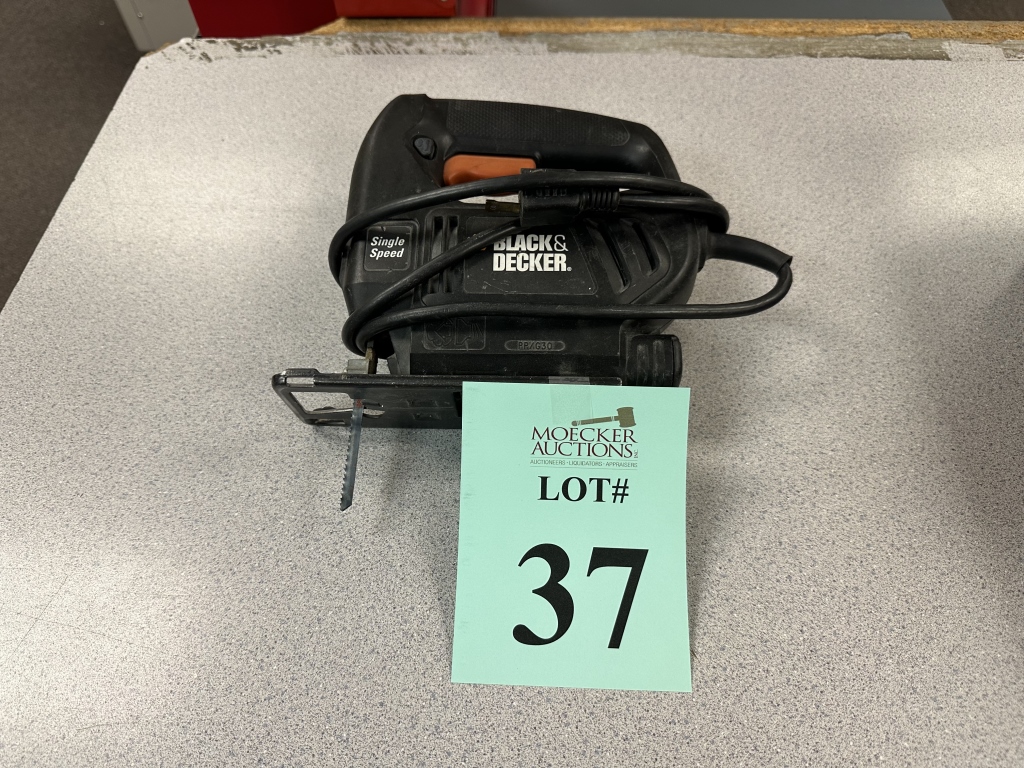 Single
Speed
BLACK&
DECKER®
MOECKER
AUCTIONS INC
AUCTIONEERS • LIQUIDATORS • APPRAISERS
LOT#
37